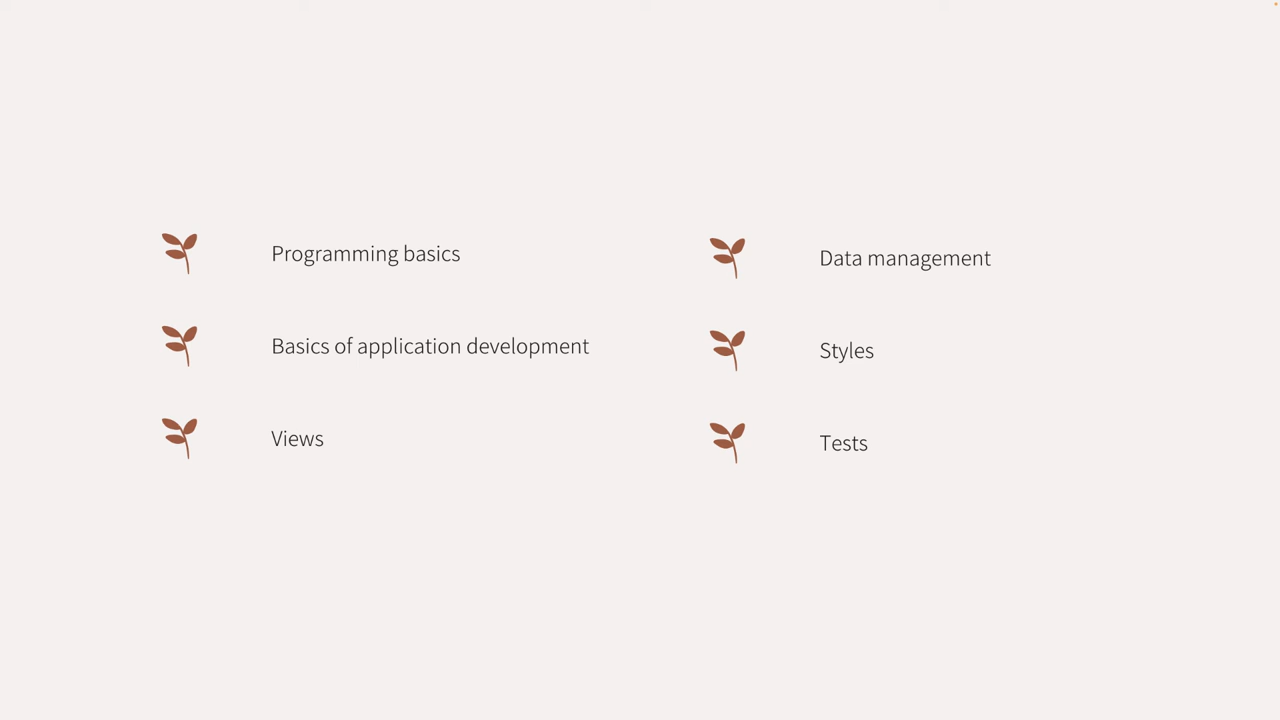 Programming basics
Basics of application development
Views
Data management
Styles
Tests